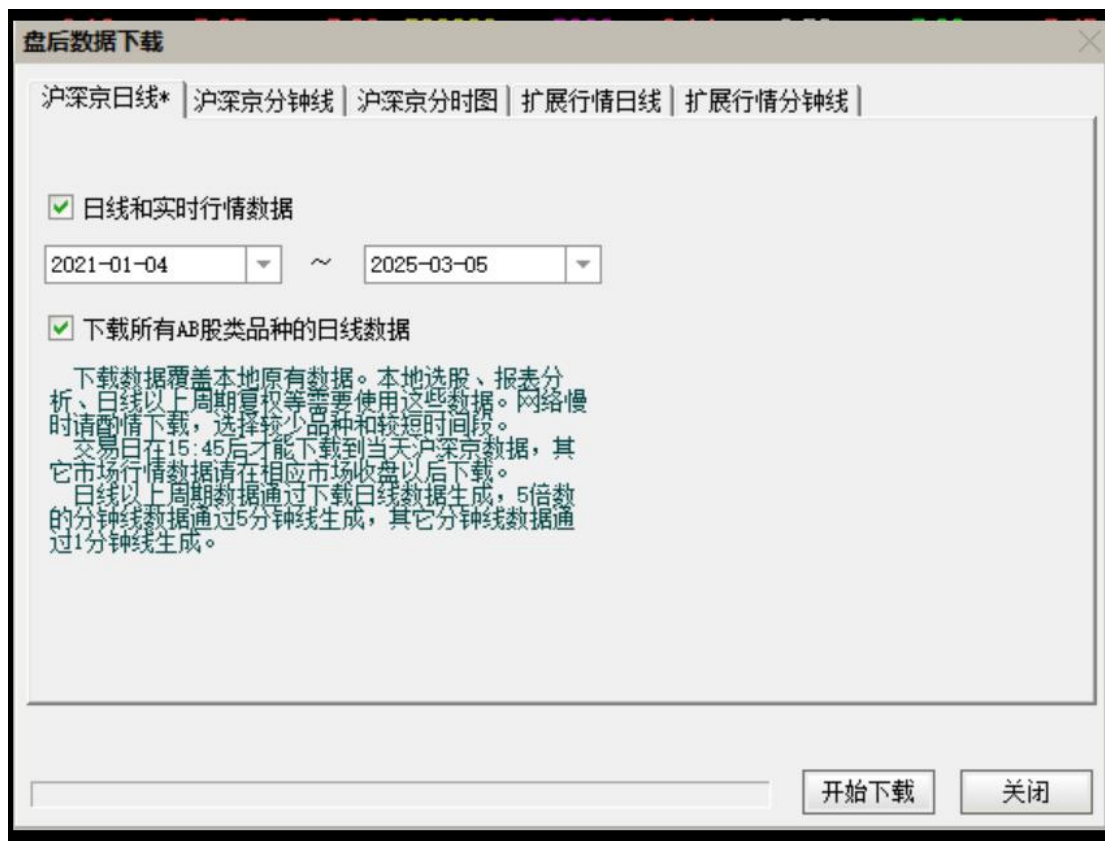 盘后数据下载
沪深京日线* 沪深京分钟线 沪深京分时图 扩展行情日线 扩展行情分钟线
日线和实时行情数据
2021-01-04 ~ 2025-03-05
下载所有AB股类品种的日线数据
下载数据覆盖本地原有数据。本地选股、报表分
析、日线以上周期复权等需要使用这些数据。网络慢
时请酌情下载，选择较少品种和较短时间段。
交易日在15:45后才能下载到当天沪深京数据，其
它市场行情数据请在相应市场收盘以后下载。
日线以上周期数据通过下载日线数据生成，5倍数
的分钟线数据通过5分钟线生成，其它分钟线数据通
过1分钟线生成。
开始下载 关闭